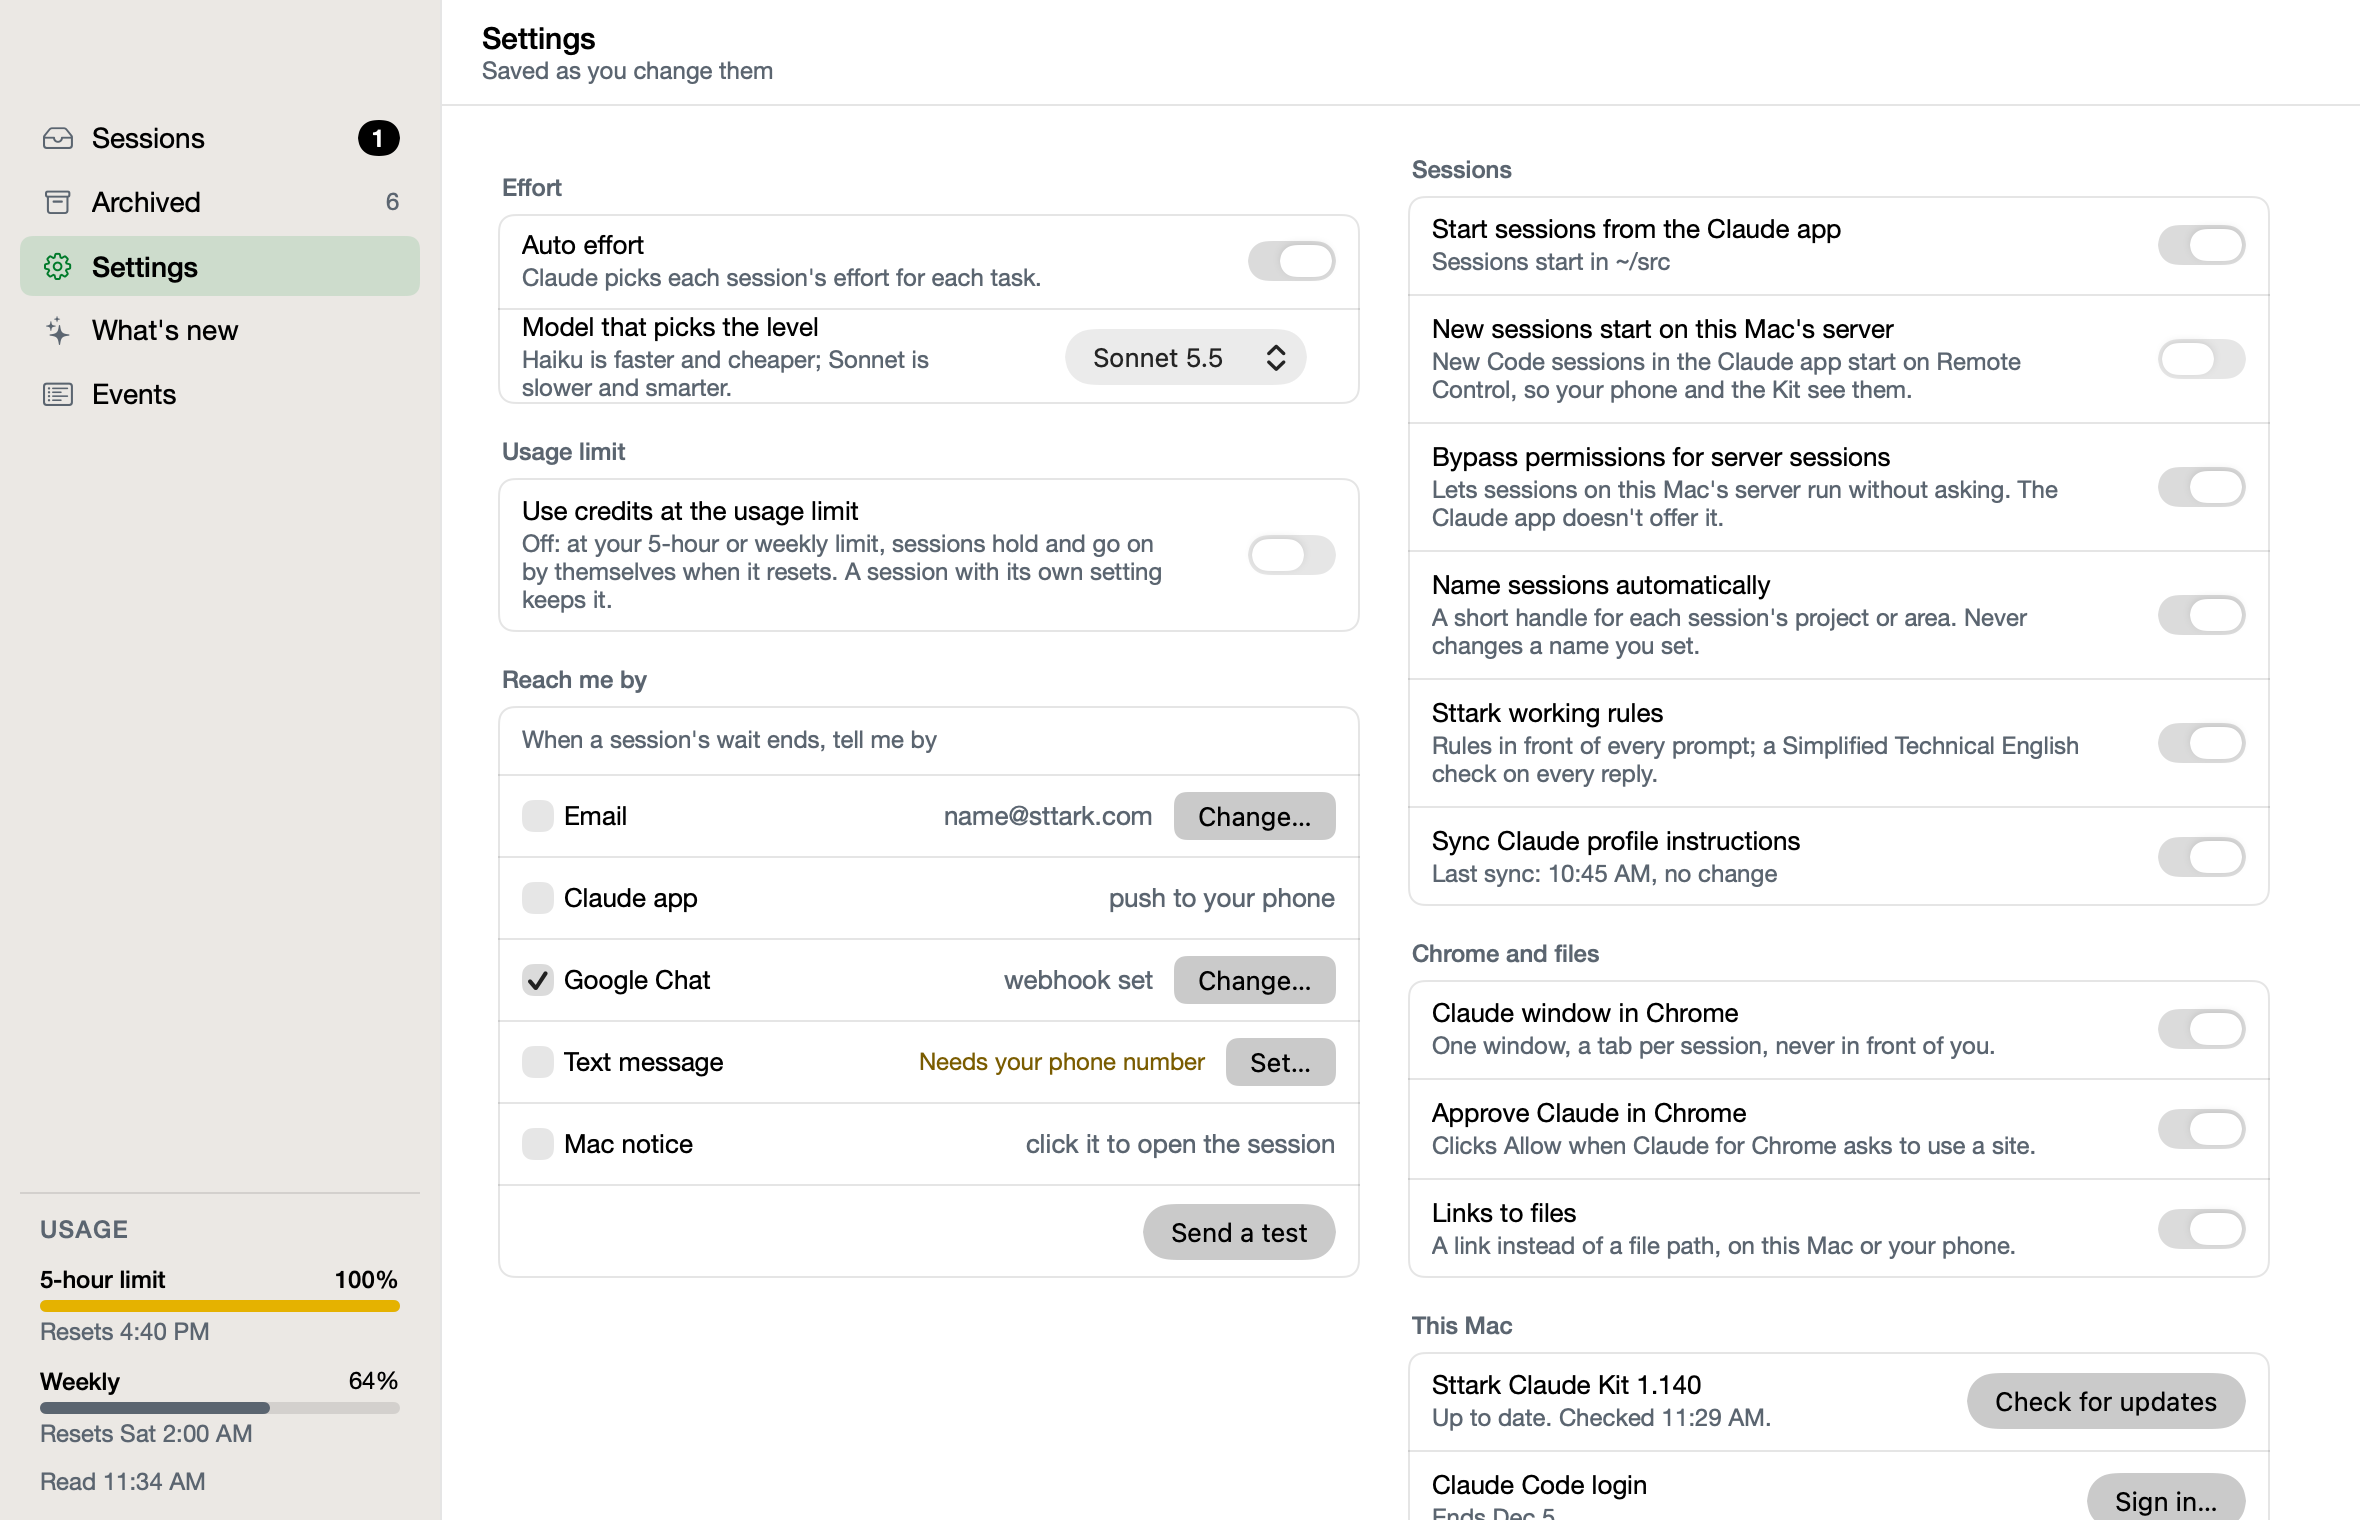 Sessions
1
Archived
6
Settings
What's new
Events
USAGE
5-hour limit
100%
Resets 4:40 PM
Weekly
64%
Resets Sat 2:00 AM
Read 11:34 AM
Settings
Saved as you change them
Effort
Auto effort
Claude picks each session's effort for each task.
Model that picks the level
Haiku is faster and cheaper; Sonnet is
slower and smarter.
Sonnet 5.5
Usage limit
Use credits at the usage limit
Off: at your 5-hour or weekly limit, sessions hold and go on
by themselves when it resets. A session with its own setting
keeps it.
Reach me by
When a session's wait ends, tell me by
Email
name@sttark.com
Change...
Claude app
push to your phone
Google Chat
webhook set
Change...
Text message
Needs your phone number
Set...
Mac notice
click it to open the session
Send a test
Sessions
Start sessions from the Claude app
Sessions start in ~/src
New sessions start on this Mac's server
New Code sessions in the Claude app start on Remote
Control, so your phone and the Kit see them.
Bypass permissions for server sessions
Lets sessions on this Mac's server run without asking. The
Claude app doesn't offer it.
Name sessions automatically
A short handle for each session's project or area. Never
changes a name you set.
Sttark working rules
Rules in front of every prompt; a Simplified Technical English
check on every reply.
Sync Claude profile instructions
Last sync: 10:45 AM, no change
Chrome and files
Claude window in Chrome
One window, a tab per session, never in front of you.
Approve Claude in Chrome
Clicks Allow when Claude for Chrome asks to use a site.
Links to files
A link instead of a file path, on this Mac or your phone.
This Mac
Sttark Claude Kit 1.140
Up to date. Checked 11:29 AM.
Check for updates
Claude Code login
Ends Dec 5
Sign in...